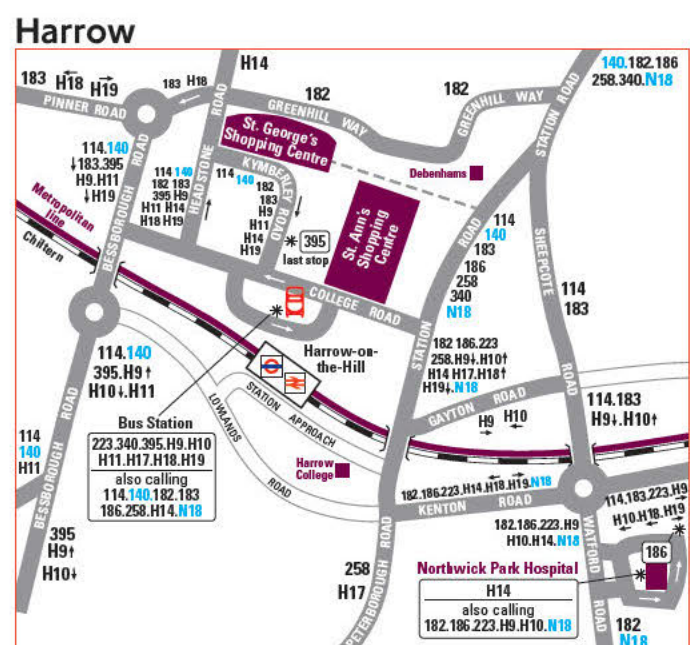 Harrow
183 H18 H19
PINNER ROAD
183 H18
H14
182
GREENHILL WAY
182
GREENHILL WAY
140.182.186
258.340.N18
STATION ROAD
114.140
↓183.395
H9.H11
↓H19
BESSBOROUGH ROAD
114 140
182 183
395 H9
H11 H14
H18 H19
HEADSTONE ROAD
St. George's
Shopping Centre
KYMBERLEY ROAD
114 140
182
183
H9
H11
H14
H19
395
last stop
St. Ann's
Shopping
Centre
Debenhams
Metropolitan
line
Chiltern
COLLEGE ROAD
STATION ROAD
114
140
183
186
258
340
N18
SHEEPCOTE ROAD
114
183
Harrow-on-
the-Hill
182 186.223
258.H9↓.H10↑
H14 H17.H18↑
H19↓.N18
114.140
395.H9↑
H10↓.H11
Bus Station
223.340.395.H9.H10
H11.H17.H18.H19
also calling
114.140.182.183
186.258.H14.N18
LOWLANDS ROAD
STATION APPROACH
Harrow
College
GAYTON ROAD
H9 H10
114.183
H9↓.H10↑
114
140
H11
BESSBOROUGH ROAD
395
H9↑
H10↓
182.186.223.H14.H18.H19.N18
KENTON ROAD
182.186.223.H9
H10.H14.N18
114.183.223.H9
H10.H18.H19
WATFORD ROAD
186
258
H17
PETERBOROUGH ROAD
Northwick Park Hospital
H14
also calling
182.186.223.H9.H10.N18
182
N18